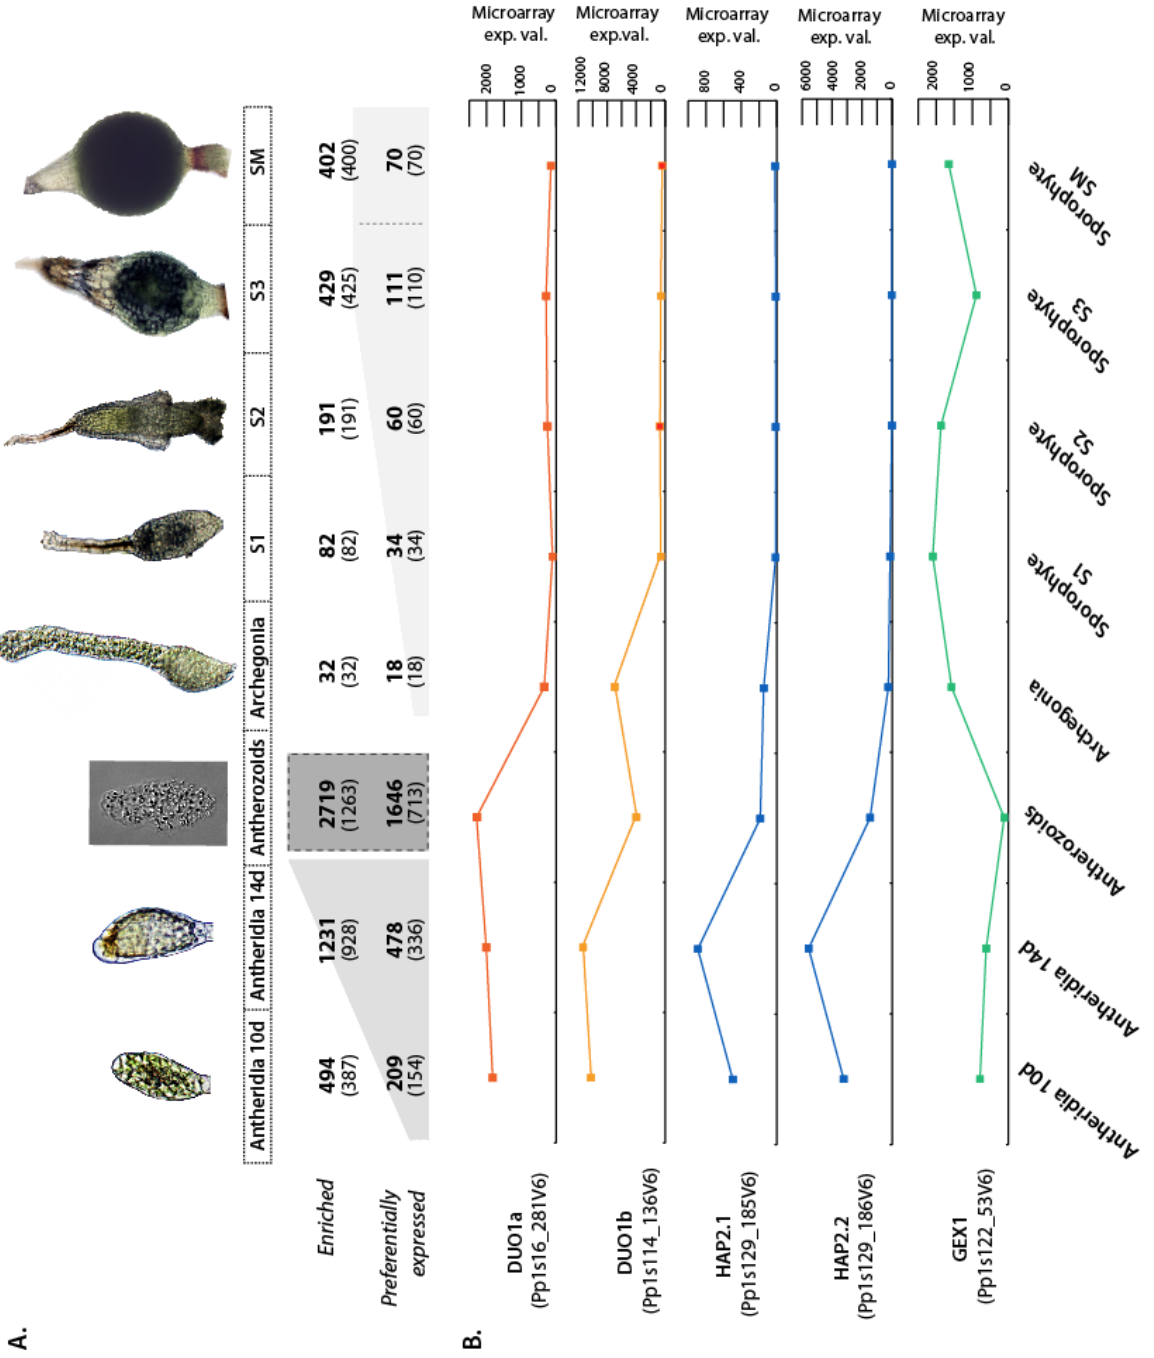 A.
Antheridia 10d
Antheridia 14d
Antherozoids
Archegonia
S1
S2
S3
SM
Enriched
494
(387)
1231
(928)
2719
(1263)
32
(32)
82
(82)
191
(191)
429
(425)
402
(400)
Preferentially
expressed
209
(154)
478
(336)
1646
(713)
18
(18)
34
(34)
60
(60)
111
(110)
70
(70)
B.
DUO1a
(Pp1s16_281V6)
2000
1000
0
Microarray
exp. val.
DUO1b
(Pp1s114_136V6)
12000
8000
4000
0
Microarray
exp.val.
HAP2.1
(Pp1s129_185V6)
800
400
0
Microarray
exp. val.
HAP2.2
(Pp1s129_186V6)
6000
4000
2000
0
Microarray
exp. val.
GEX1
(Pp1s122_53V6)
2000
1000
0
Microarray
exp. val.
Antheridia 10d
Antheridia 14d
Antherozoids
Archegonia
Sporophyte
S1
Sporophyte
S2
Sporophyte
S3
Sporophyte
SM